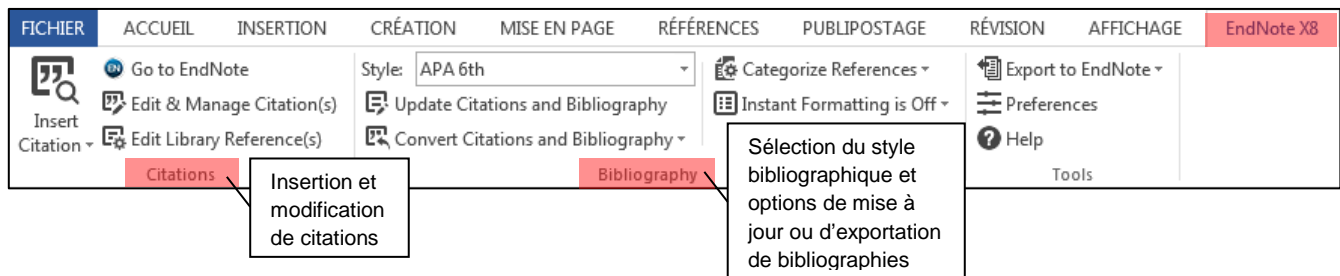 FICHIER ACCUEIL INSERTION CRÉATION MISE EN PAGE RÉFÉRENCES PUBLIPOSTAGE RÉVISION AFFICHAGE EndNote X8
Insert
Citation
Go to EndNote
Edit & Manage Citation(s)
Edit Library Reference(s)
Citations
Style: APA 6th
Update Citations and Bibliography
Convert Citations and Bibliography
Bibliography
Categorize References
Instant Formatting is Off
Export to EndNote
Preferences
Help
Tools
Insertion et
modification
de citations
Sélection du style
bibliographique et
options de mise à
jour ou d'exportation
de bibliographies